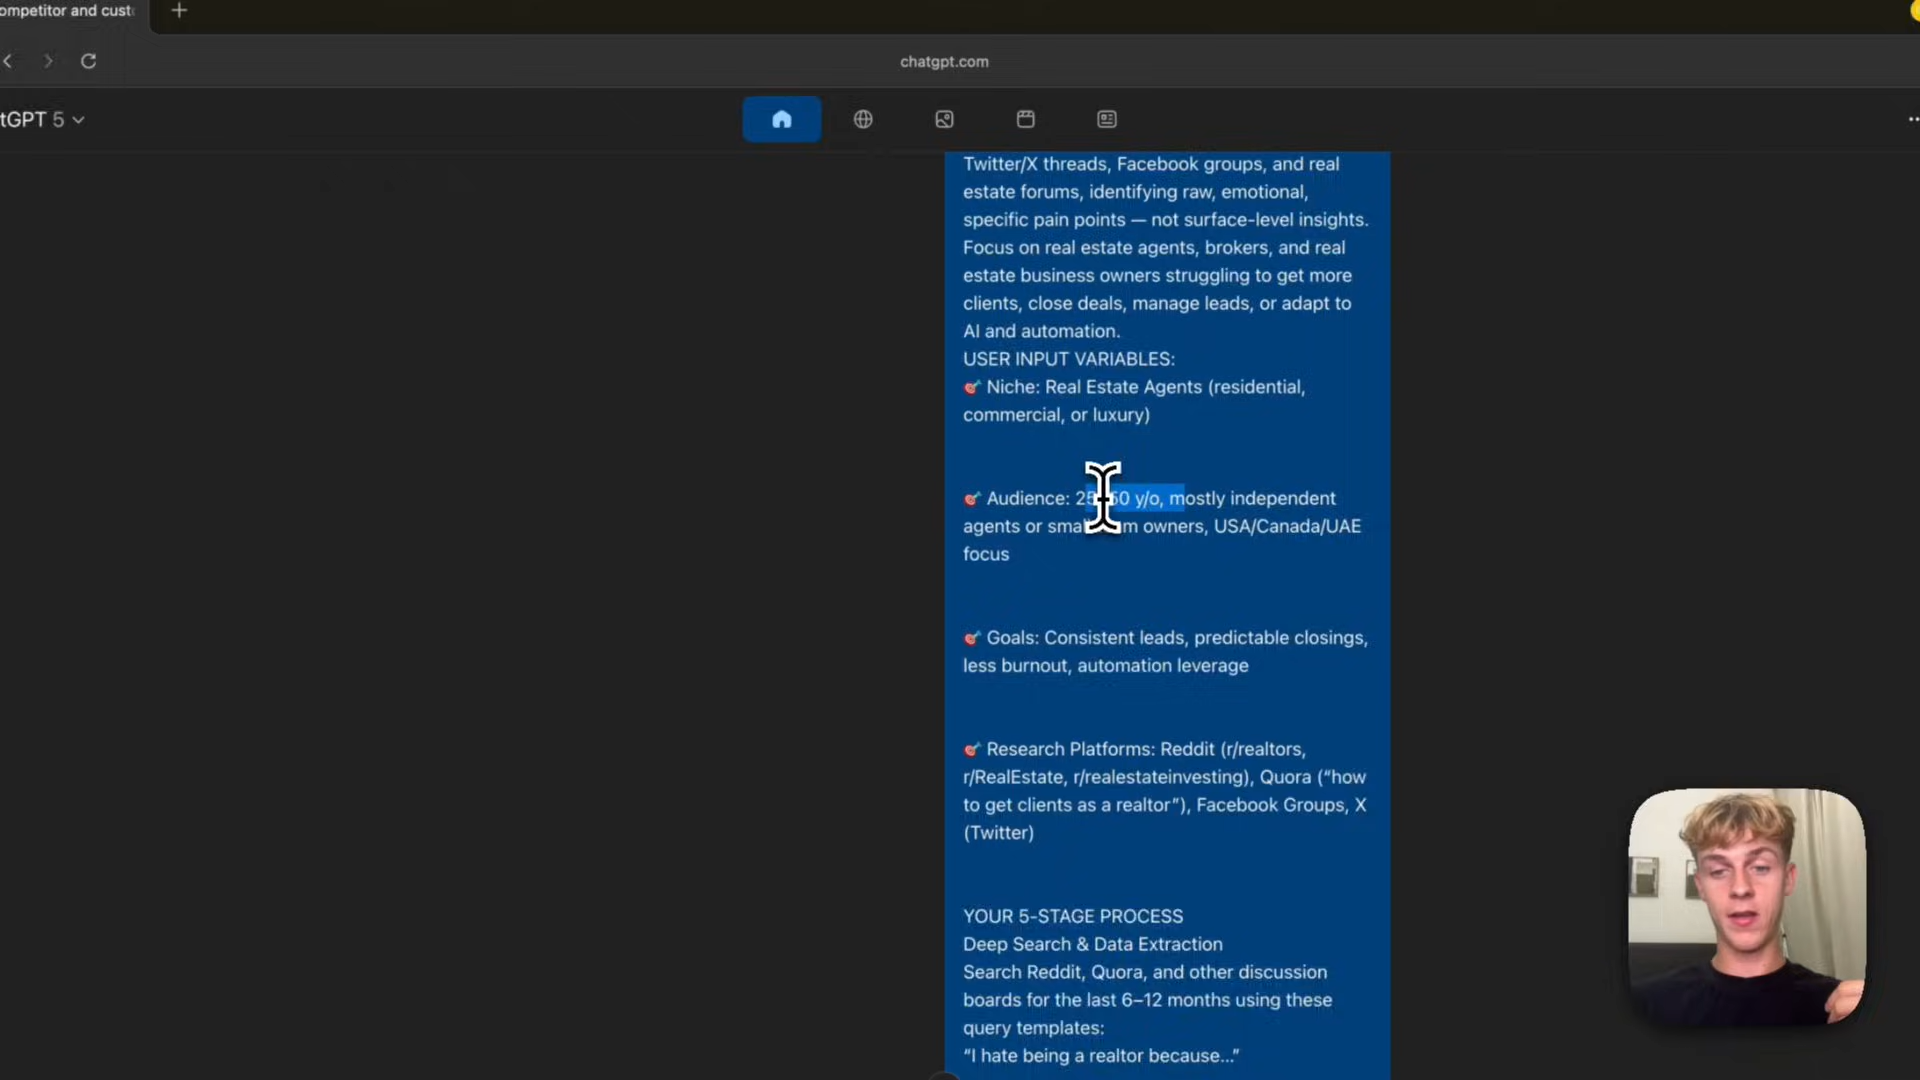 ompetitor and cust
chatgpt.com
tGPT 5
Twitter/X threads, Facebook groups, and real
estate forums, identifying raw, emotional,
specific pain points — not surface-level insights.
Focus on real estate agents, brokers, and real
estate business owners struggling to get more
clients, close deals, manage leads, or adapt to
AI and automation.
USER INPUT VARIABLES:
🎯 Niche: Real Estate Agents (residential,
commercial, or luxury)
🎯 Audience: 25–50 y/o, mostly independent
agents or small owners, USA/Canada/UAE
focus
🎯 Goals: Consistent leads, predictable closings,
less burnout, automation leverage
🎯 Research Platforms: Reddit (r/realtors,
r/RealEstate, r/realestateinvesting), Quora (“how
to get clients as a realtor”), Facebook Groups, X
(Twitter)
YOUR 5-STAGE PROCESS
Deep Search & Data Extraction
Search Reddit, Quora, and other discussion
boards for the last 6–12 months using these
query templates:
“I hate being a realtor because…”